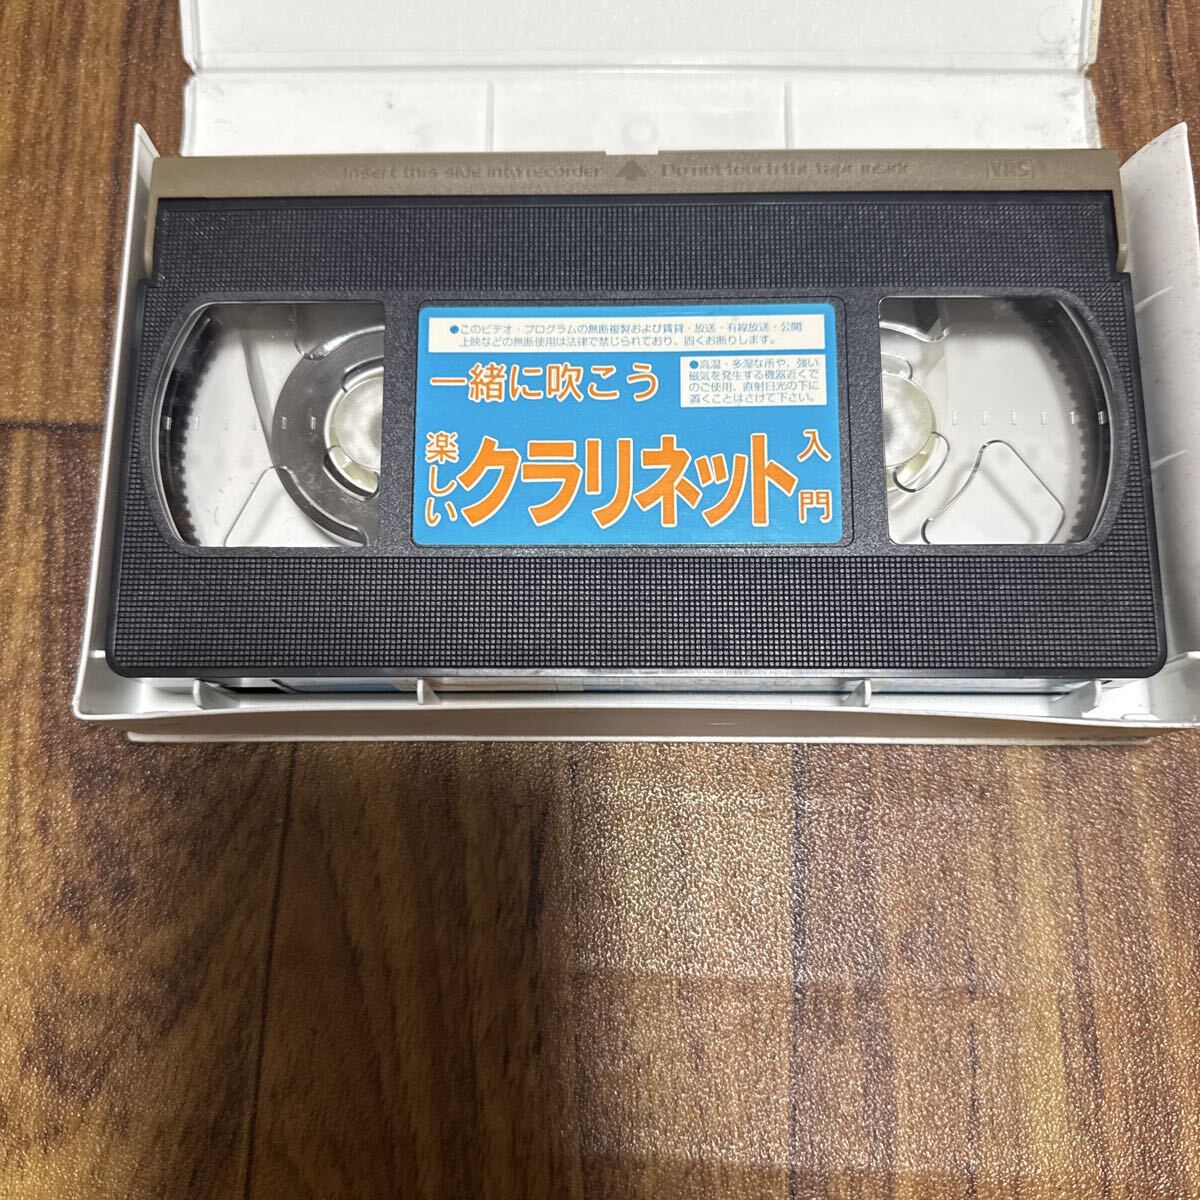 Insert this side into recorder ▲ Do not touch the tape inside VHS
●このビデオ・プログラムの無断複製および賃貸・放送・有線放送・公開
上映などの無断使用は法律で禁じられており、固くお断りします。
●高温・多湿な所や、強い
磁気を発生する機器近くで
のご使用、直射日光の下に
置くことはさけて下さい。
一緒に吹こう
楽しいクラリネット入門